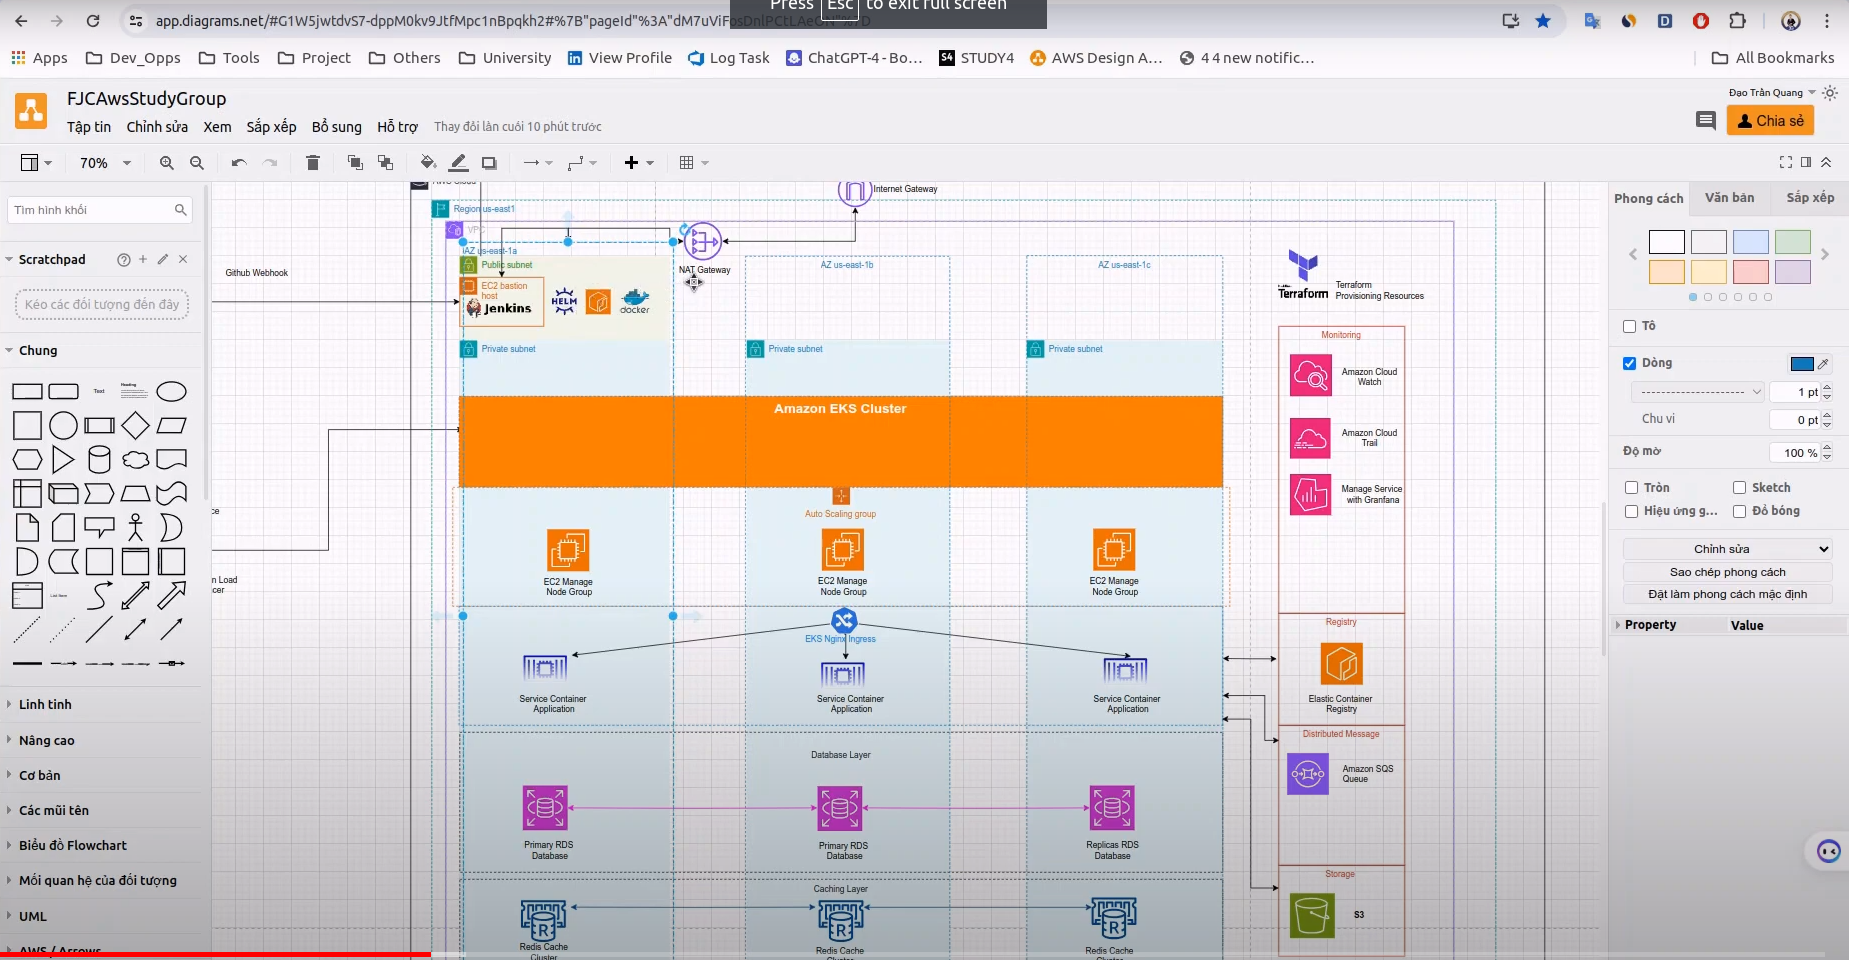 Press Esc to exit full screen
app.diagrams.net/#G1W5jwtdvS7-dppM0kv9JtfMpc1nBpqkh2#%7B"pageId"%3A"dM7uViFosDnlPCtLAeON"%7D
Apps
Dev_Opps
Tools
Project
Others
University
View Profile
Log Task
ChatGPT-4 - Bo...
STUDY4
AWS Design A...
4 4 new notific...
All Bookmarks
FJCAwsStudyGroup
Đạo Trần Quang
Tập tin
Chỉnh sửa
Xem
Sắp xếp
Bổ sung
Hỗ trợ
Thay đổi lần cuối 10 phút trước
Chia sẻ
70%
Tìm hình khối
Scratchpad
Kéo các đối tượng đến đây
Chung
Text
Heading
List Item
Linh tinh
Nâng cao
Cơ bản
Các mũi tên
Biểu đồ Flowchart
Mối quan hệ của đối tượng
UML
AWS / Arrows
AWS Cloud
Region us-east1
VPC
Internet Gateway
Github Webhook
AZ us-east-1a
Public subnet
EC2 bastion
host
Jenkins
HELM
docker
NAT Gateway
AZ us-east-1b
AZ us-east-1c
Private subnet
Private subnet
Private subnet
Amazon EKS Cluster
Auto Scaling group
EC2 Manage
Node Group
EC2 Manage
Node Group
EC2 Manage
Node Group
ce
n Load
cer
EKS Nginx Ingress
Service Container
Application
Service Container
Application
Service Container
Application
Database Layer
Primary RDS
Database
Primary RDS
Database
Replicas RDS
Database
Caching Layer
Redis Cache
Cluster
Redis Cache
Cluster
Redis Cache
Cluster
Terraform
Terraform
Provisioning Resources
Monitoring
Amazon Cloud
Watch
Amazon Cloud
Trail
Manage Service
with Granfana
Registry
Elastic Container
Registry
Distributed Message
Amazon SQS
Queue
Storage
S3
Phong cách
Văn bản
Sắp xếp
Tô
Dòng
1 pt
Chu vi
0 pt
Độ mờ
100 %
Tròn
Sketch
Hiệu ứng g...
Đổ bóng
Chỉnh sửa
Sao chép phong cách
Đặt làm phong cách mặc định
Property
Value